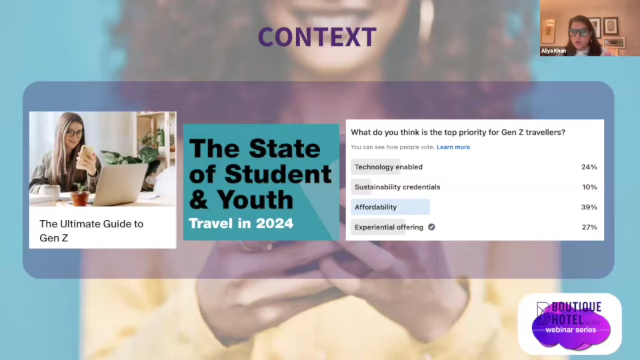 CONTEXT
Aliya Khan
The Ultimate Guide to
Gen Z
The State
of Student
& Youth
Travel in 2024
What do you think is the top priority for Gen Z travellers?
You can see how people vote. Learn more
Technology enabled 24%
Sustainability credentials 10%
Affordability 39%
Experiential offering 27%
BOUTIQUE
HOTEL
webinar series